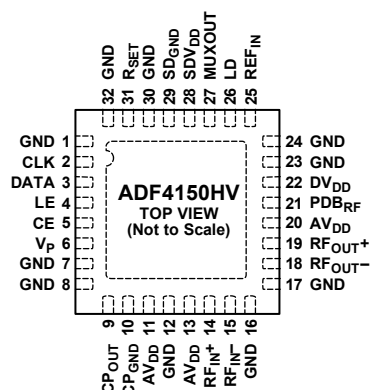 32 GND
31 RSET
30 GND
29 SDGND
28 SDVDD
27 MUXOUT
26 LD
25 REFIN
GND 1
CLK 2
DATA 3
LE 4
CE 5
VP 6
GND 7
GND 8
ADF4150HV
TOP VIEW
(Not to Scale)
24 GND
23 GND
22 DVDD
21 PDBRF
20 AVDD
19 RFOUT+
18 RFOUT−
17 GND
CPOUT 9
CPGND 10
AVDD 11
GND 12
AVDD 13
RFIN+ 14
RFIN− 15
GND 16